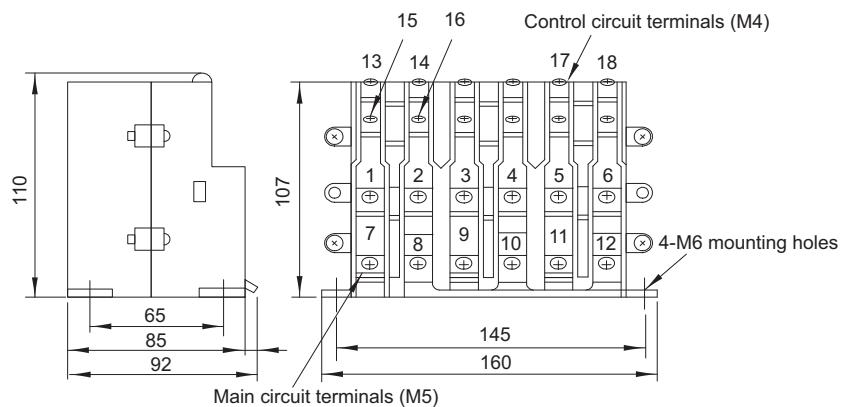 15 16 Control circuit terminals (M4)
13 14 17 18
110
107
1 2 3 4 5 6
7 8 9 10 11 12
4-M6 mounting holes
65
85
92
145
160
Main circuit terminals (M5)